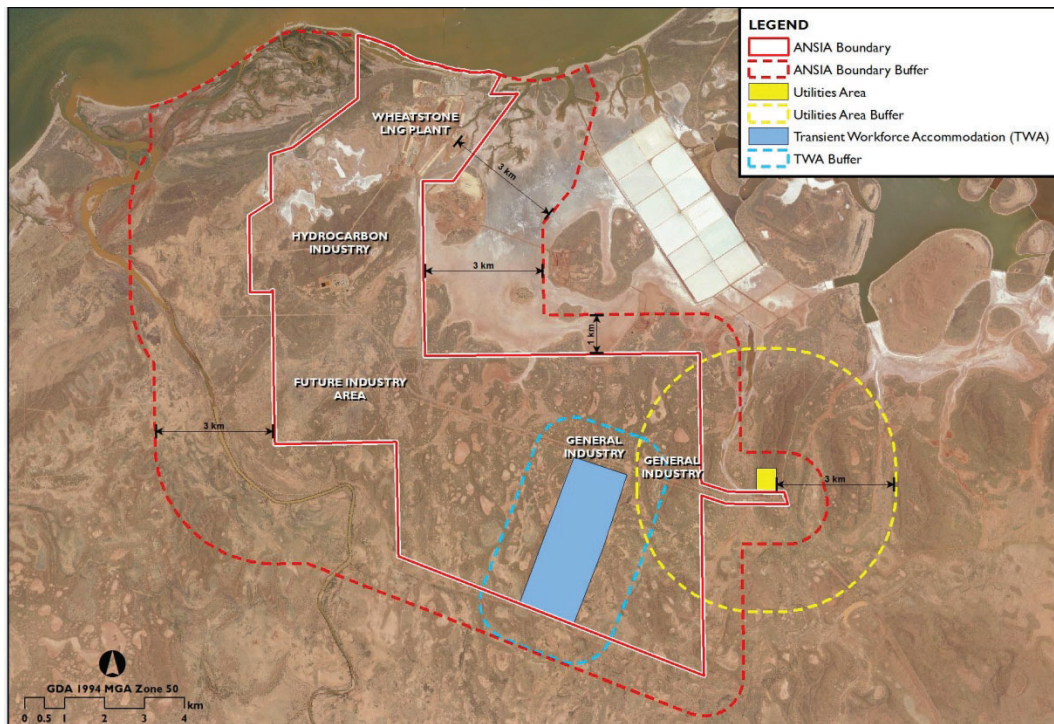 LEGEND
ANSIA Boundary
ANSIA Boundary Buffer
Utilities Area
Utilities Area Buffer
Transient Workforce Accommodation (TWA)
TWA Buffer
WHEATSTONE
LNG PLANT
3 km
HYDROCARBON
INDUSTRY
3 km
1 km
FUTURE INDUSTRY
AREA
3 km
GENERAL
INDUSTRY
GENERAL
INDUSTRY
3 km
GDA 1994 MGA Zone 50
km
0 0.5 1 2 3 4